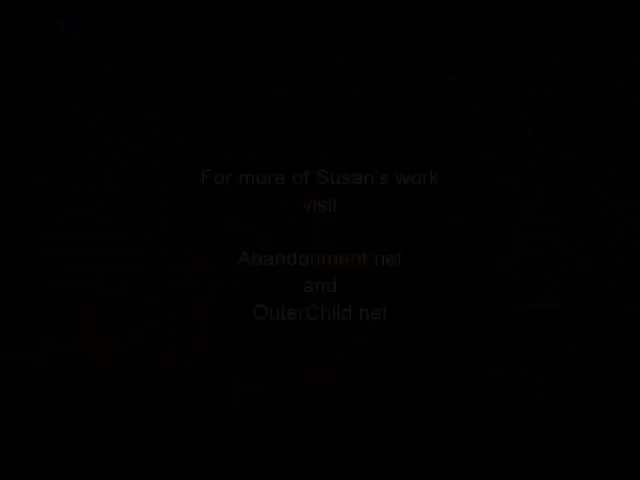 For more of Susan's work
visit
Abandonment.net
and
OuterChild.net